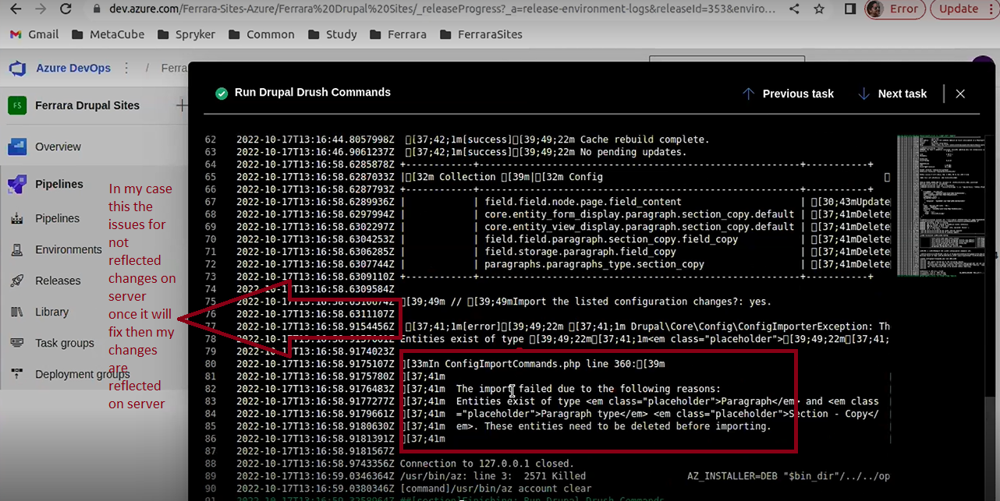 dev.azure.com/Ferrara-Sites-Azure/Ferrara%20Drupal%20Sites/_releaseProgress?_a=release-environment-logs&releaseId=353&enviro...
Error
Update
Gmail
MetaCube
Spryker
Common
Study
Ferrara
FerraraSites
Azure DevOps
/
Ferra
FS
Ferrara Drupal Sites
Overview
Pipelines
Pipelines
Environments
Releases
Library
Task groups
Deployment groups
In my case
this the
issues for
not
reflected
changes on
server
once it will
fix then my
changes
are
reflected
on server
Run Drupal Drush Commands
Previous task
Next task
62 2022-10-17T13:16:44.8057998Z [37;42;1m[success][39;49;22m Cache rebuild complete.
63 2022-10-17T13:16:46.9061237Z [37;42;1m[success][39;49;22m No pending updates.
64 2022-10-17T13:16:58.6285878Z +------------+------------------------------------------------------+----------+
65 2022-10-17T13:16:58.6287033Z |[32m Collection [39m|[32m Config
66 2022-10-17T13:16:58.6287793Z +------------+------------------------------------------------------+----------+
67 2022-10-17T13:16:58.6289953Z | | field.field.node.page.field_content | [30;43mUpdate
68 2022-10-17T13:16:58.6297994Z | | core.entity_form_display.paragraph.section_copy.default | [37;41mDelete
69 2022-10-17T13:16:58.6302297Z | | core.entity_view_display.paragraph.section_copy.default | [37;41mDelete
70 2022-10-17T13:16:58.6304253Z | | field.field.paragraph.section_copy.field_copy | [37;41mDelete
71 2022-10-17T13:16:58.6306285Z | | field.storage.paragraph.field_copy | [37;41mDelete
72 2022-10-17T13:16:58.6307744Z | | paragraphs.paragraphs_type.section_copy | [37;41mDelete
73 2022-10-17T13:16:58.6309110Z +------------+------------------------------------------------------+----------+
74 2022-10-17T13:16:58.6309584Z
75 [39;49m // [39;49mImport the listed configuration changes?: yes.
76 2022-10-17T13:16:58.6311107Z
77 2022-10-17T13:16:58.9154456Z [37;41;1m[error][39;49;22m [37;41;1m Drupal\Core\Config\ConfigImporterException: Th
78 Entities exist of type [39;49;22m[37;41;1m<em class="placeholder">[39;49;22m[37;41;
79 2022-10-17T13:16:58.9174023Z
80 2022-10-17T13:16:58.9175107Z [33mIn ConfigImportCommands.php line 360:[39m
81 2022-10-17T13:16:58.9175780Z [37;41m
82 2022-10-17T13:16:58.9176483Z [37;41m The import failed due to the following reasons:
83 2022-10-17T13:16:58.9177277Z [37;41m Entities exist of type <em class="placeholder">Paragraph</em> and <em class
84 2022-10-17T13:16:58.9179661Z [37;41m ="placeholder">Paragraph type</em> <em class="placeholder">Section - Copy</
85 2022-10-17T13:16:58.9180630Z [37;41m em>. These entities need to be deleted before importing.
86 2022-10-17T13:16:58.9181391Z [37;41m
87 2022-10-17T13:16:58.9181567Z
88 2022-10-17T13:16:58.9743356Z Connection to 127.0.0.1 closed.
89 2022-10-17T13:16:59.0346364Z /usr/bin/az: line 3: 2571 Killed AZ_INSTALLER=DEB "$bin_dir"/../../op
90 2022-10-17T13:16:59.0380346Z [command]/usr/bin/az account clear
91 ##[section]Finishing: Run Drupal Drush Commands